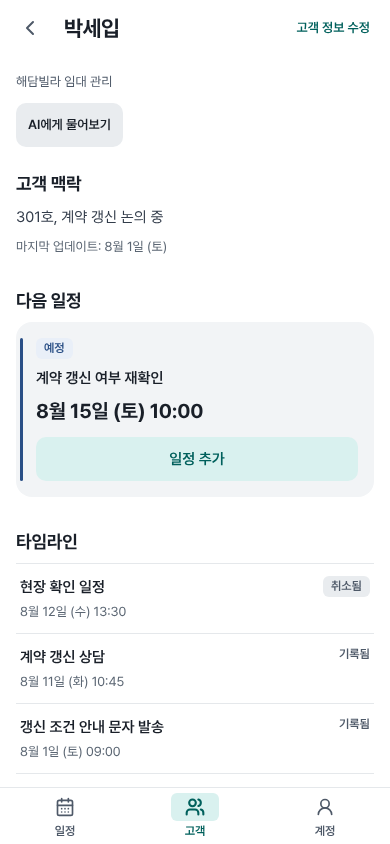 박세입
고객 정보 수정
해담빌라 임대 관리
AI에게 물어보기
고객 맥락
301호, 계약 갱신 논의 중
마지막 업데이트: 8월 1일 (토)
다음 일정
예정
계약 갱신 여부 재확인
8월 15일 (토) 10:00
일정 추가
타임라인
현장 확인 일정
취소됨
8월 12일 (수) 13:30
계약 갱신 상담
기록됨
8월 11일 (화) 10:45
갱신 조건 안내 문자 발송
기록됨
8월 1일 (토) 09:00
일정
고객
계정